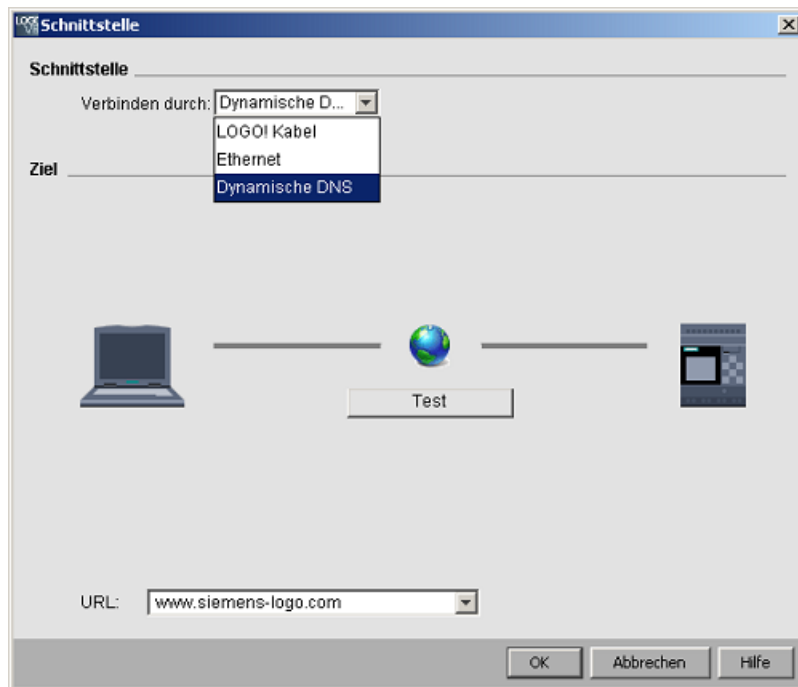 Schnittstelle
Schnittstelle
Verbinden durch: Dynamische D...
LOGO! Kabel
Ethernet
Ziel
Dynamische DNS
Test
URL: www.siemens-logo.com
OK Abbrechen Hilfe